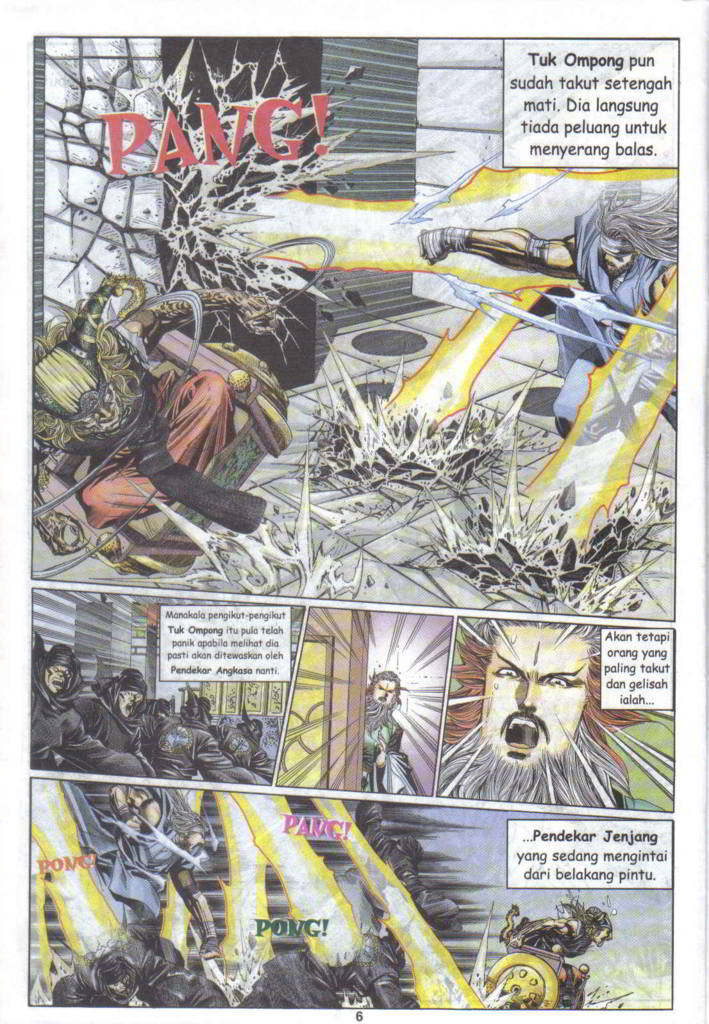 Tuk Ompong pun
sudah takut setengah
mati. Dia langsung
tiada peluang untuk
menyerang balas.
PANG!
Manakala pengikut-pengikut
Tuk Ompong itu pula telah
panik apabila melihat dia
pasti akan ditewaskan oleh
Pendekar Angkasa nanti.
Akan tetapi
orang yang
paling takut
dan gelisah
ialah...
...Pendekar Jenjang
yang sedang mengintai
dari belakang pintu.
PONG!
PANG!
PONG!
6